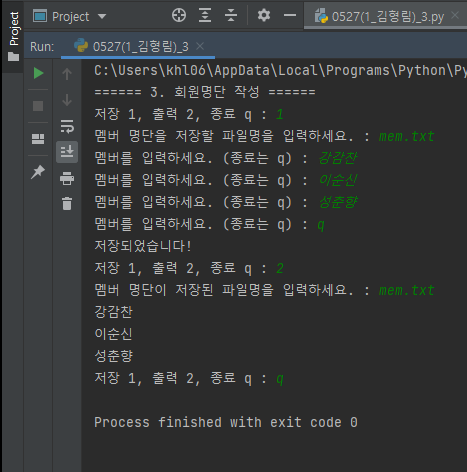 Project
Project
0527(1_김형림)_3.py
Run:
0527(1_김형림)_3
C:\Users\khl06\AppData\Local\Programs\Python\Py
====== 3. 회원명단 작성 ======
저장 1, 출력 2, 종료 q : 1
멤버 명단을 저장할 파일명을 입력하세요. : mem.txt
멤버를 입력하세요. (종료는 q) : 강감찬
멤버를 입력하세요. (종료는 q) : 이순신
멤버를 입력하세요. (종료는 q) : 성춘향
멤버를 입력하세요. (종료는 q) : q
저장되었습니다!
저장 1, 출력 2, 종료 q : 2
멤버 명단이 저장된 파일명을 입력하세요. : mem.txt
강감찬
이순신
성춘향
저장 1, 출력 2, 종료 q : q
Process finished with exit code 0